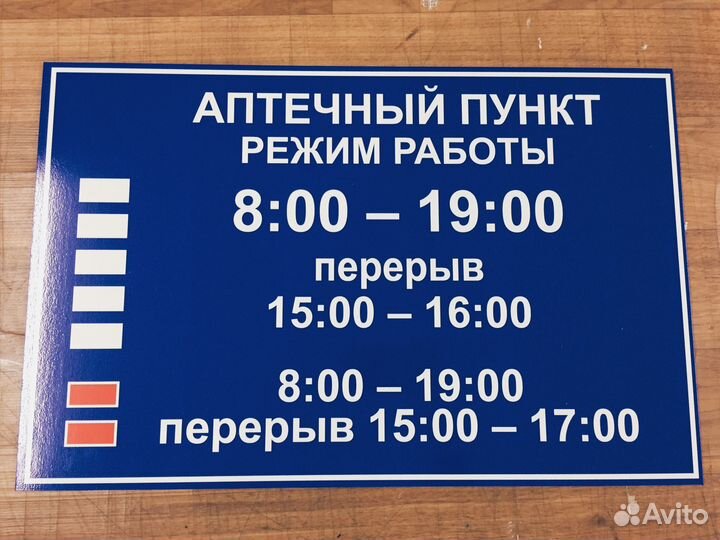 АПТЕЧНЫЙ ПУНКТ
РЕЖИМ РАБОТЫ
8:00 – 19:00
перерыв
15:00 – 16:00
8:00 – 19:00
перерыв 15:00 – 17:00
Avito